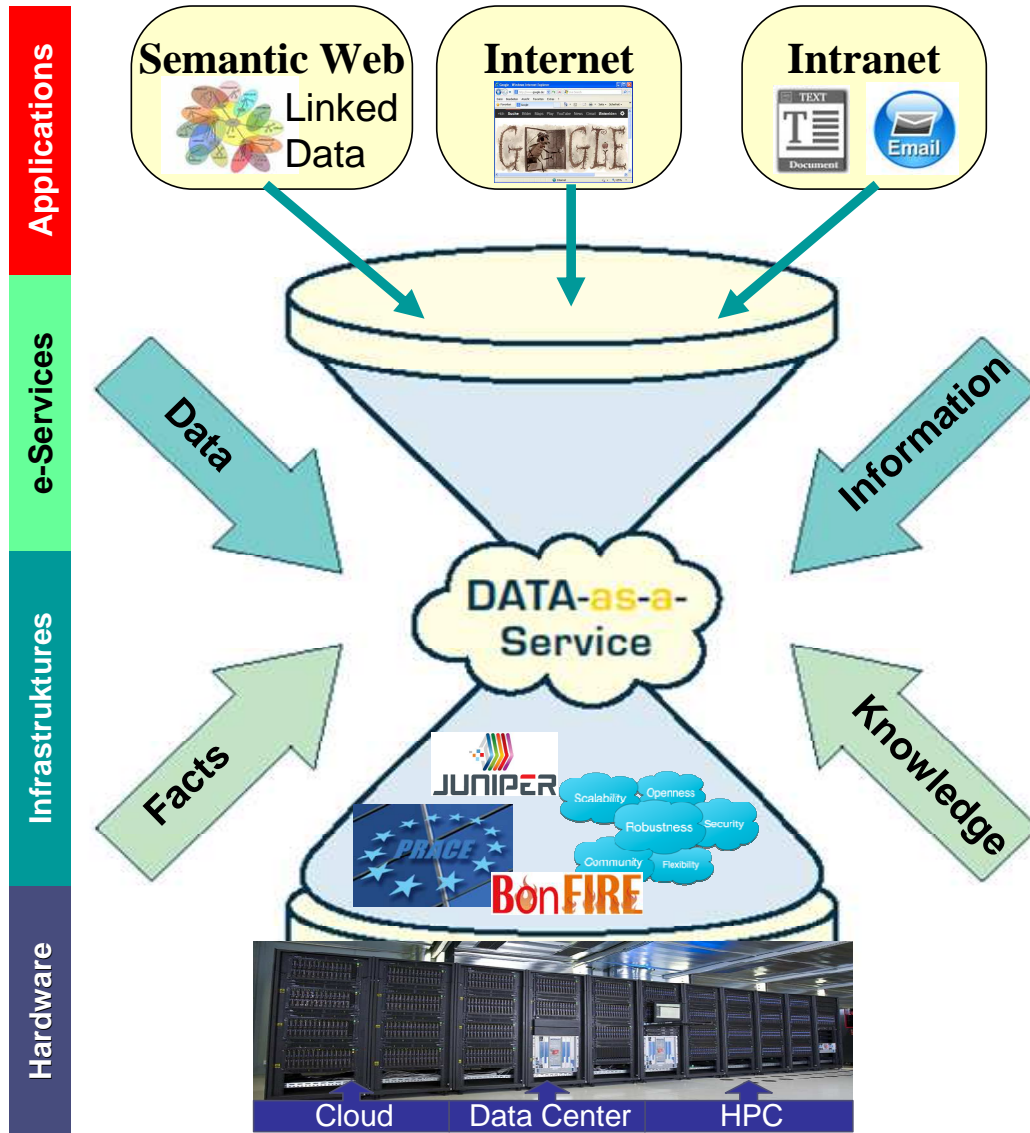 Applications
e-Services
Infrastruktures
Hardware
Semantic Web
Linked
Data
Internet
GOOGLE
Intranet
TEXT
T
Document
Email
Data
Information
DATA-as-a-
Service
Facts
Knowledge
JUNIPER
PRACE
Scalability
Openness
Robustness
Security
Community
Flexibility
BonFIRE
Cloud
Data Center
HPC